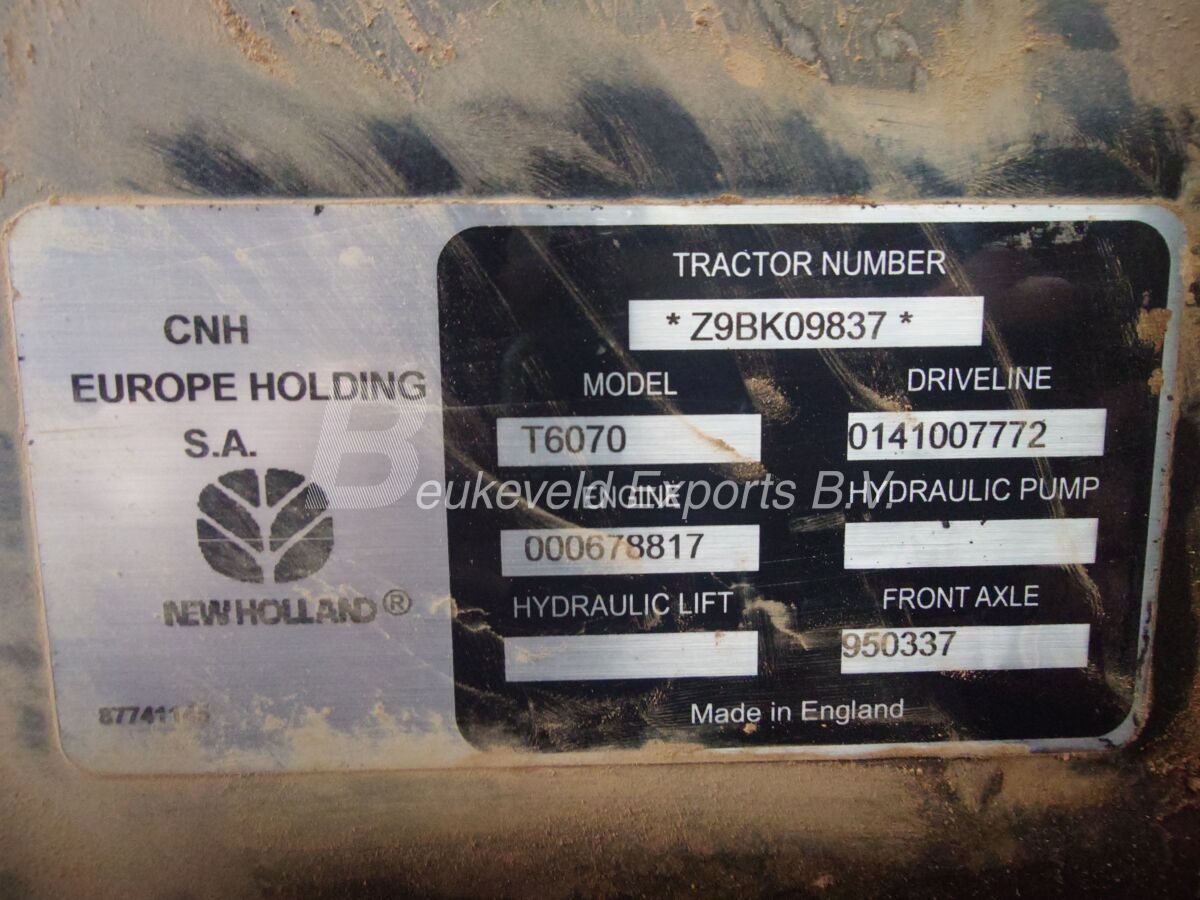 CNH
EUROPE HOLDING
S.A.
NEW HOLLAND®
TRACTOR NUMBER
* Z9BK09837 *
MODEL
DRIVELINE
T6070
0141007772
ENGINE
HYDRAULIC PUMP
000678817
HYDRAULIC LIFT
FRONT AXLE
950337
Made in England
Beukeveld Exports B.V.